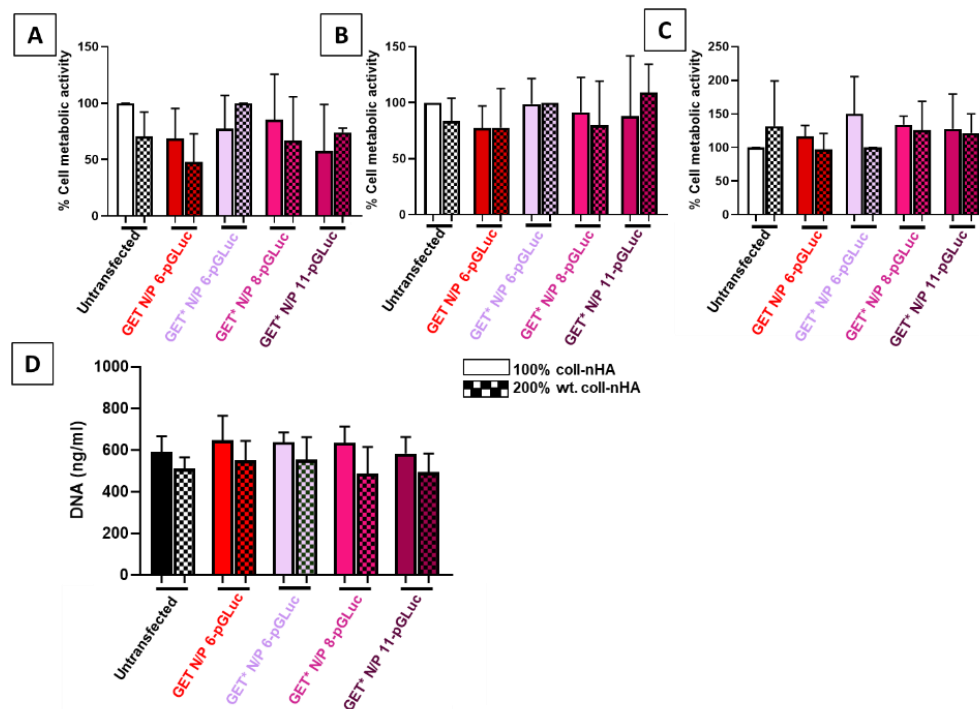 A
% Cell metabolic activity
150
100
50
0
Untransfected
GET N/P 6-pGLuc
GET* N/P 6-pGLuc
GET* N/P 8-pGLuc
GET* N/P 11-pGLuc
B
% Cell metabolic activity
150
100
50
0
Untransfected
GET N/P 6-pGLuc
GET* N/P 6-pGLuc
GET* N/P 8-pGLuc
GET* N/P 11-pGLuc
C
% Cell metabolic activity
250
200
150
100
50
0
Untransfected
GET N/P 6-pGLuc
GET* N/P 6-pGLuc
GET* N/P 8-pGLuc
GET* N/P 11-pGLuc
D
DNA (ng/ml)
1000
800
600
400
200
0
Untransfected
GET N/P 6-pGLuc
GET* N/P 6-pGLuc
GET* N/P 8-pGLuc
GET* N/P 11-pGLuc
100% coll-nHA
200% wt. coll-nHA